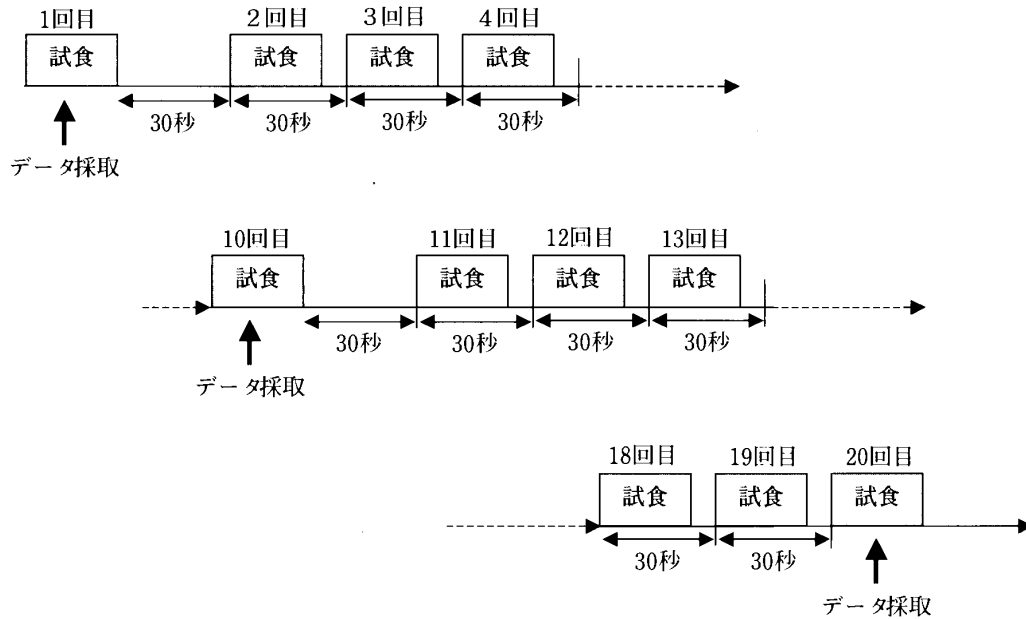 1回目 2回目 3回目 4回目
試食 試食 試食 試食
30秒 30秒 30秒 30秒
データ採取
10回目 11回目 12回目 13回目
試食 試食 試食 試食
30秒 30秒 30秒 30秒
データ採取
18回目 19回目 20回目
試食 試食 試食
30秒 30秒
データ採取